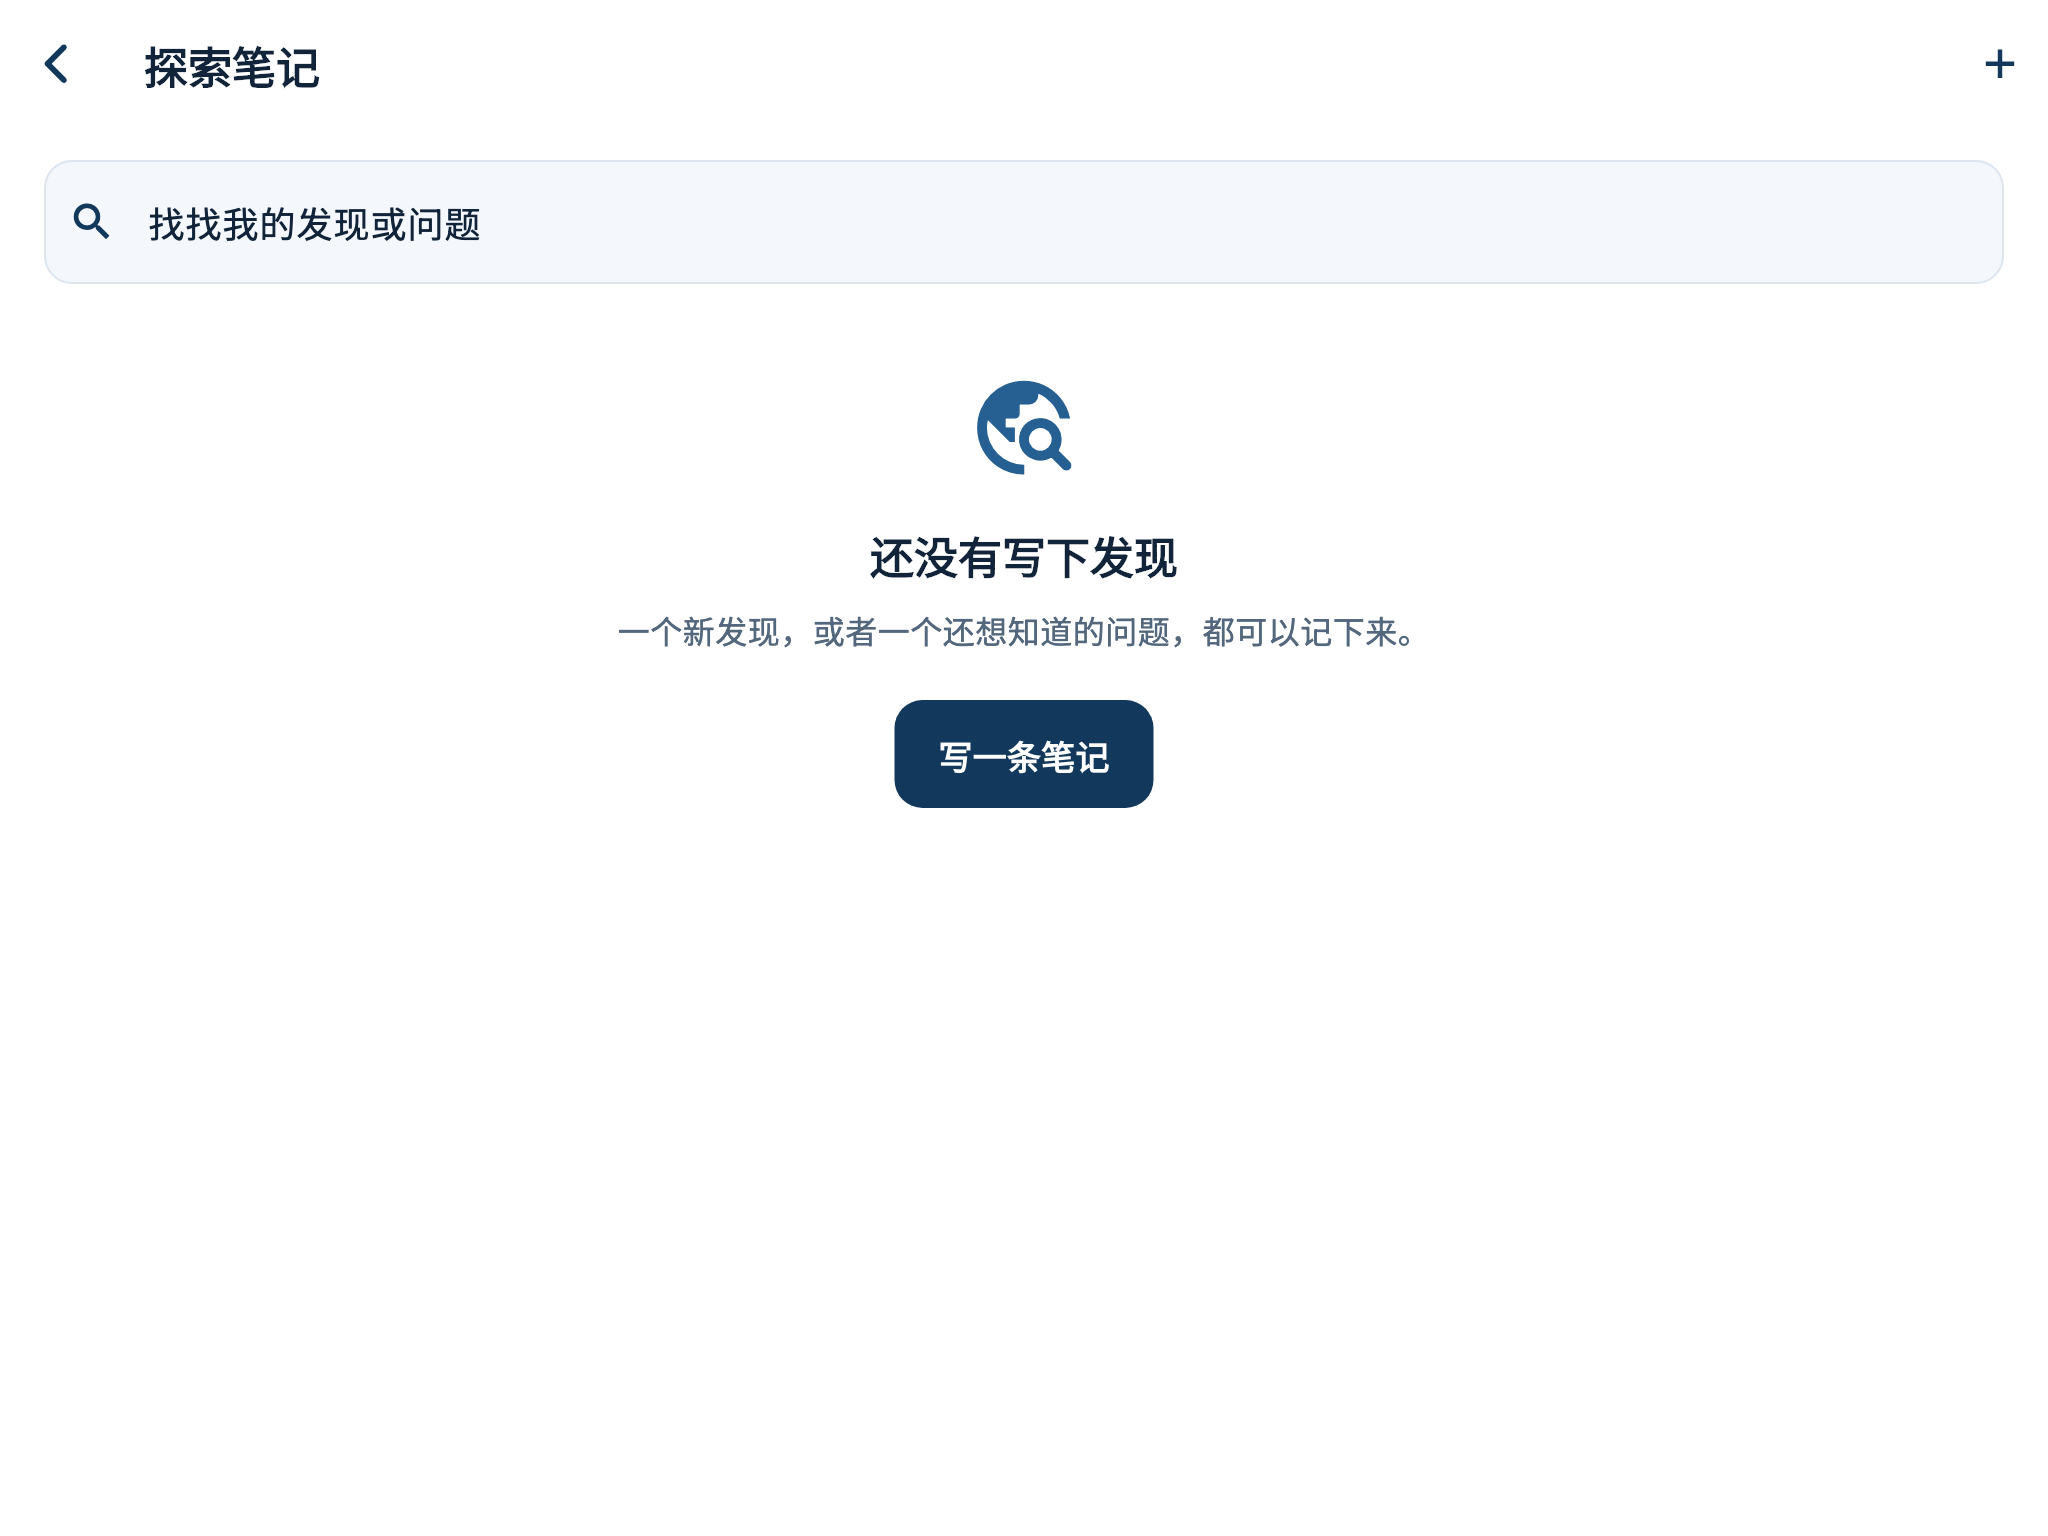 探索笔记
找找我的发现或问题
还没有写下发现
一个新发现，或者一个还想知道的问题，都可以记下来。
写一条笔记